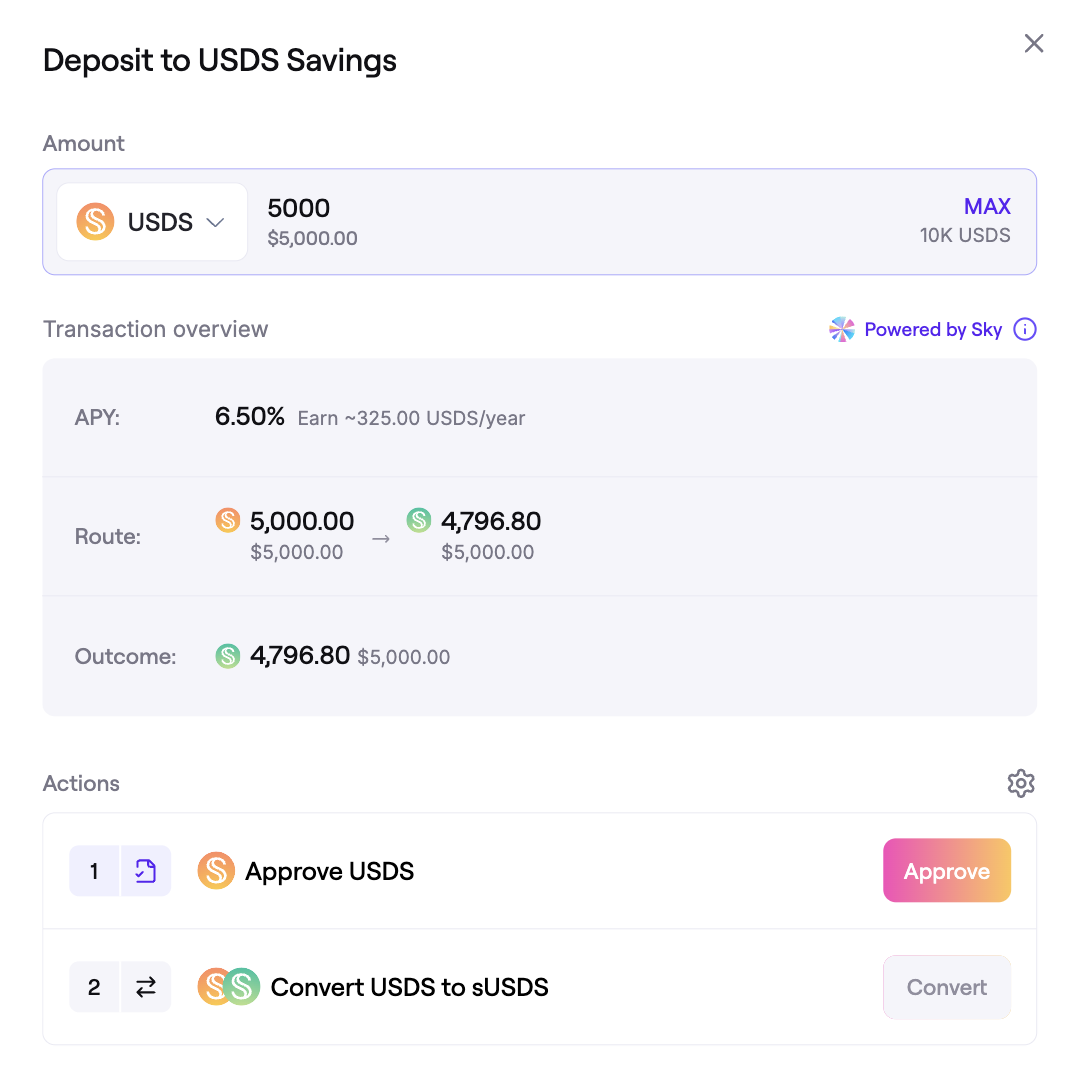 Deposit to USDS Savings
Amount
USDS
5000
$5,000.00
MAX
10K USDS
Transaction overview
Powered by Sky
APY:
6.50% Earn ~325.00 USDS/year
Route:
5,000.00 → 4,796.80
$5,000.00 $5,000.00
Outcome:
4,796.80 $5,000.00
Actions
1 Approve USDS
Approve
2 Convert USDS to sUSDS
Convert